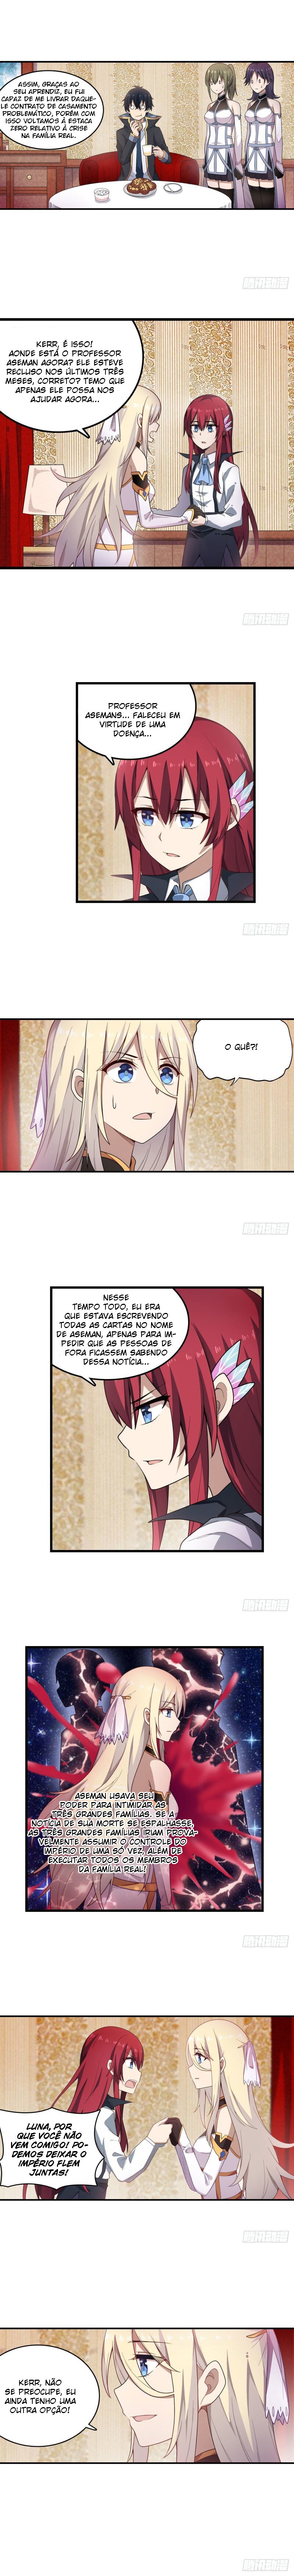 ASSIM, GRAÇAS AO
SEU APRENDIZ, EU FUI
CAPAZ DE ME LIVRAR DAQUE-
LE CONTRATO DE CASAMENTO
PROBLEMÁTICO, PORÉM COM
ISSO VOLTAMOS À ESTACA
ZERO RELATIVO À CRISE
NA FAMÍLIA REAL.
KERR, É ISSO!
AONDE ESTÁ O PROFESSOR
ASEMAN AGORA? ELE ESTEVE
RECLUSO NOS ÚLTIMOS TRÊS
MESES, CORRETO? TEMO QUE
APENAS ELE POSSA NOS
AJUDAR AGORA...
PROFESSOR
ASEMANS... FALECEU EM
VIRTUDE DE UMA
DOENÇA...
O QUÊ?!
NESSE
TEMPO TODO, EU ERA
QUE ESTAVA ESCREVENDO
TODAS AS CARTAS NO NOME
DE ASEMAN, APENAS PARA IM-
PEDIR QUE AS PESSOAS DE
FORA FICASSEM SABENDO
DESSA NOTÍCIA...
ASEMAN USAVA SEU
PODER PARA INTIMIDAR AS
TRÊS GRANDES FAMÍLIAS. SE A
NOTÍCIA DE SUA MORTE SE ESPALHASSE,
AS TRÊS GRANDES FAMÍLIAS IRIAM PROVA-
VELMENTE ASSUMIR O CONTROLE DO
IMPÉRIO DE UMA SÓ VEZ, ALÉM DE
EXECUTAR TODOS OS MEMBROS
DA FAMÍLIA REAL!
LUNA, POR
QUE VOCÊ NÃO
VEM COMIGO! PO-
DEMOS DEIXAR O
IMPÉRIO FLEM
JUNTAS!
KERR, NÃO
SE PREOCUPE, EU
AINDA TENHO UMA
OUTRA OPÇÃO!